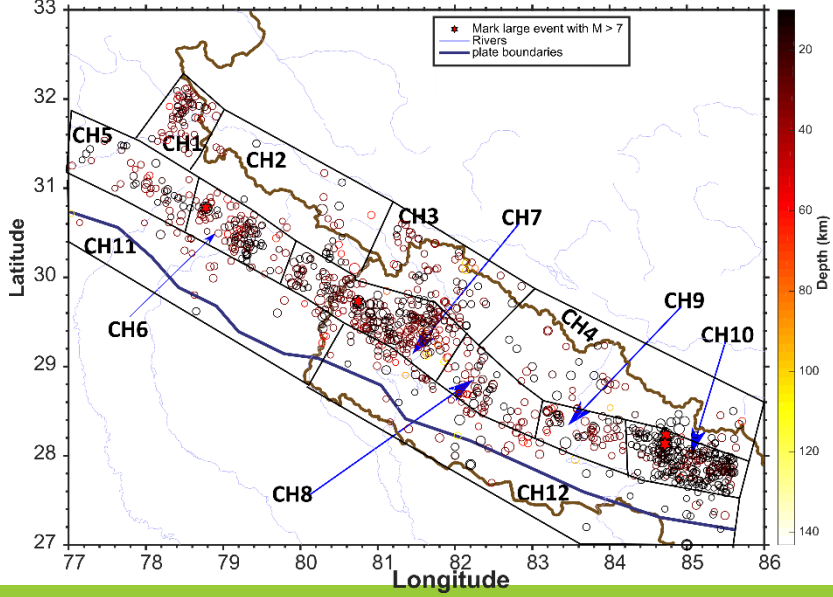 33
32
31
30
29
28
27
Latitude
77
78
79
80
81
82
83
84
85
86
Longitude
Mark large event with M > 7
Rivers
plate boundaries
CH1
CH2
CH3
CH4
CH5
CH6
CH7
CH8
CH9
CH10
CH11
CH12
20
40
60
80
100
120
140
Depth (km)